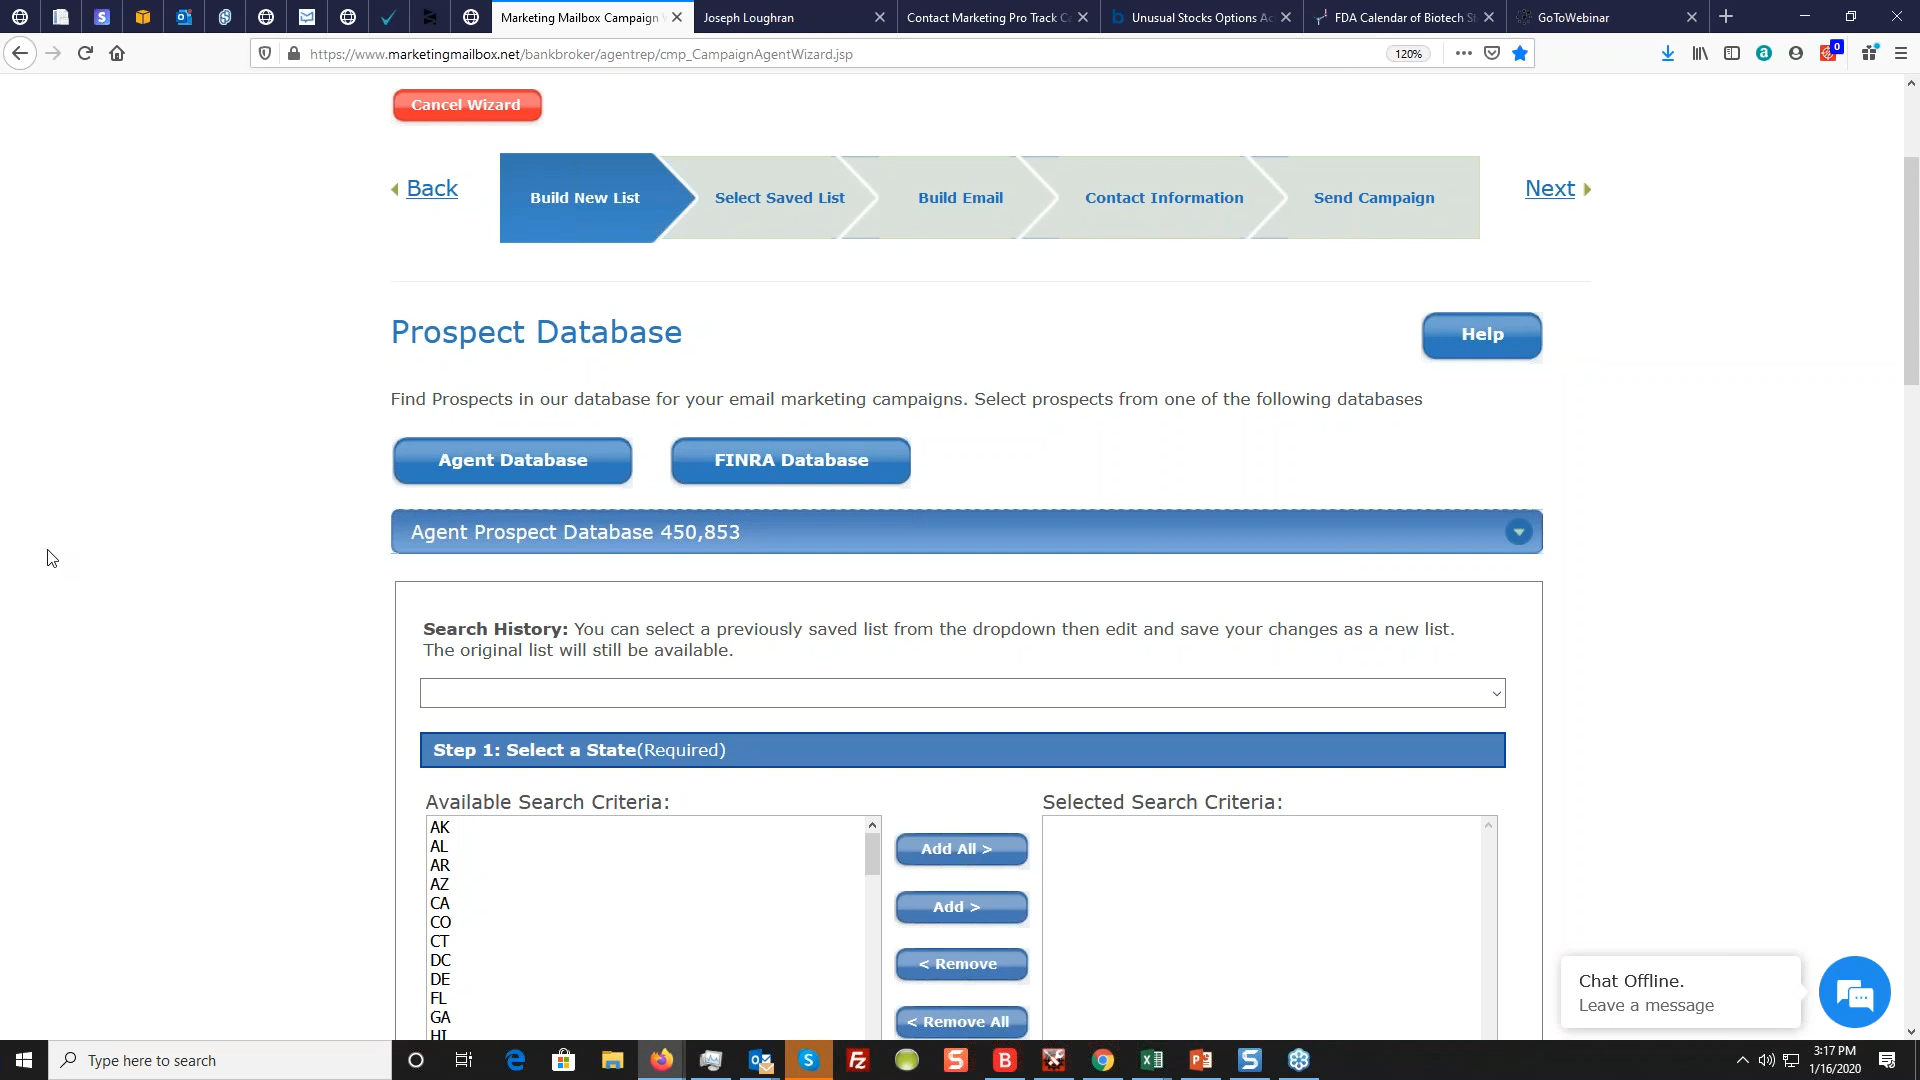 Marketing Mailbox Campaign W
Joseph Loughran
Contact Marketing Pro Track C
Unusual Stocks Options Ac
FDA Calendar of Biotech St
GoToWebinar
https://www.marketingmailbox.net/bankbroker/agentrep/cmp_CampaignAgentWizard.jsp
120%
0
Cancel Wizard
Back
Build New List
Select Saved List
Build Email
Contact Information
Send Campaign
Next
Prospect Database
Help
Find Prospects in our database for your email marketing campaigns. Select prospects from one of the following databases
Agent Database
FINRA Database
Agent Prospect Database 450,853
Search History: You can select a previously saved list from the dropdown then edit and save your changes as a new list.
The original list will still be available.
Step 1: Select a State(Required)
Available Search Criteria:
Selected Search Criteria:
AK
AL
AR
AZ
CA
CO
CT
DC
DE
FL
GA
HI
Add All >
Add >
< Remove
< Remove All
Chat Offline.
Leave a message
Type here to search
3:17 PM
1/16/2020